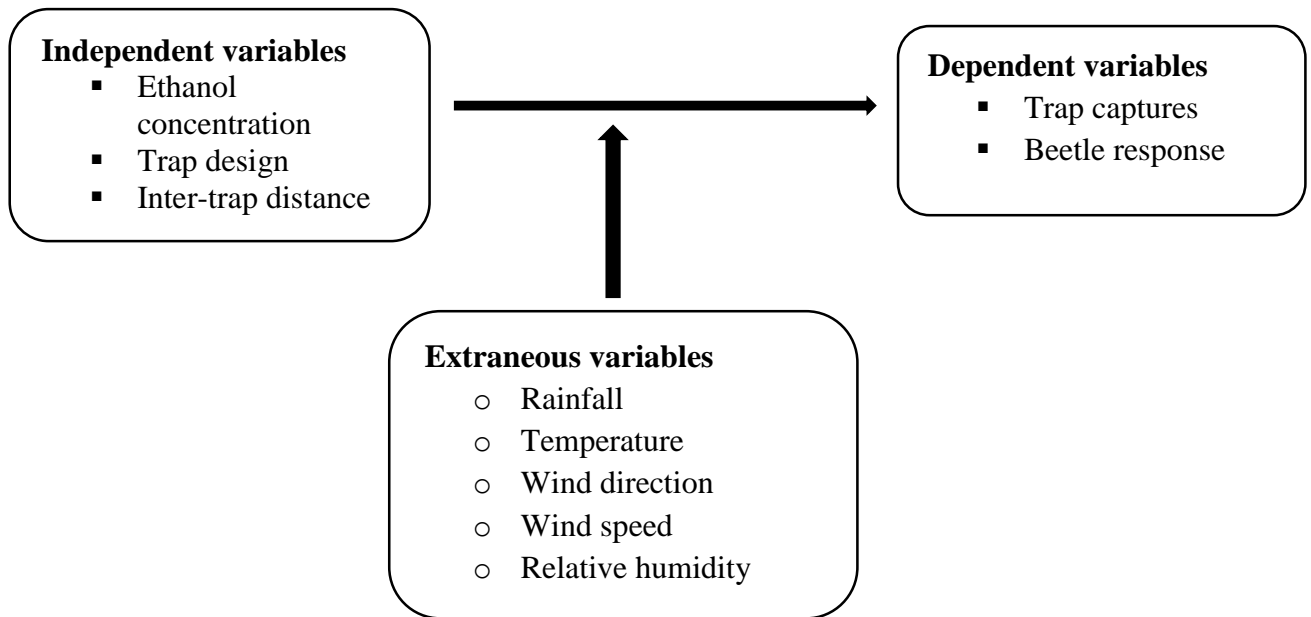 Independent variables
▪ Ethanol
concentration
▪ Trap design
▪ Inter-trap distance
Dependent variables
▪ Trap captures
▪ Beetle response
Extraneous variables
o Rainfall
o Temperature
o Wind direction
o Wind speed
o Relative humidity